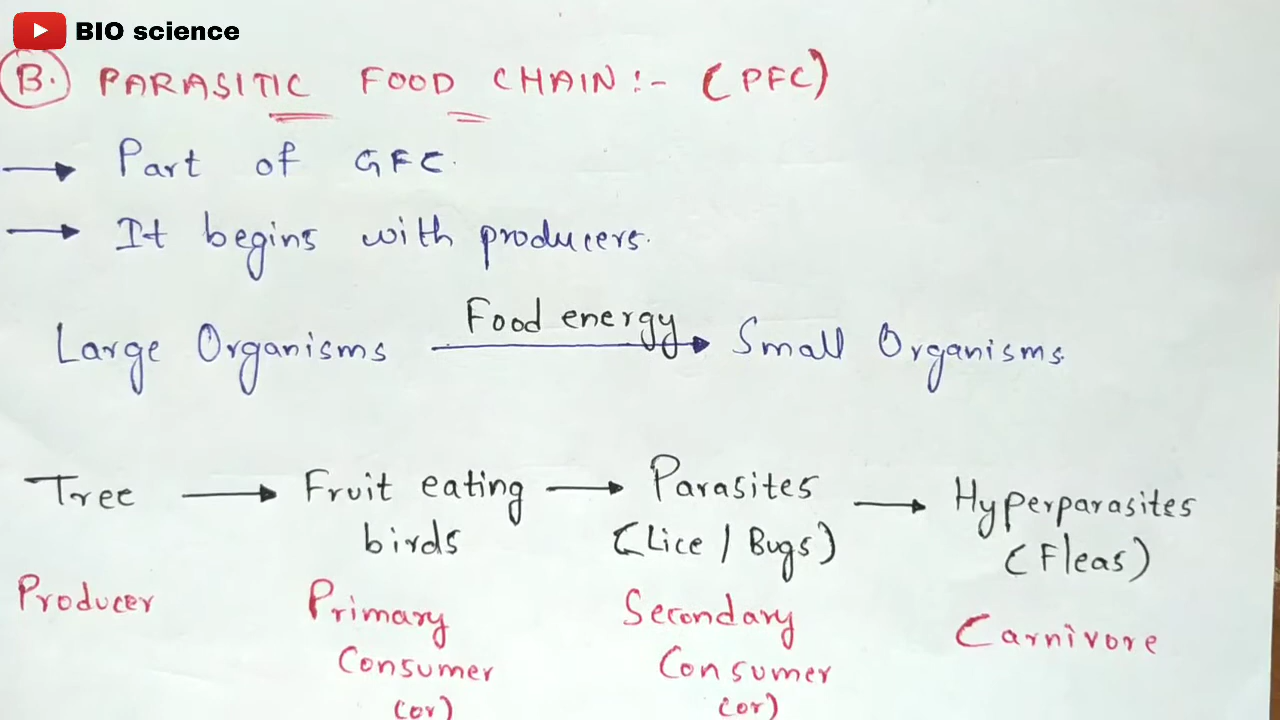 BIO science
B. PARASITIC FOOD CHAIN :- (PFC)
→ Part of GFC.
→ It begins with producers.
Large Organisms Food energy → Small Organisms.
Tree → Fruit eating birds → Parasites (Lice / Bugs) → Hyperparasites (Fleas)
Producer Primary Consumer (or) Secondary Consumer (or) Carnivore